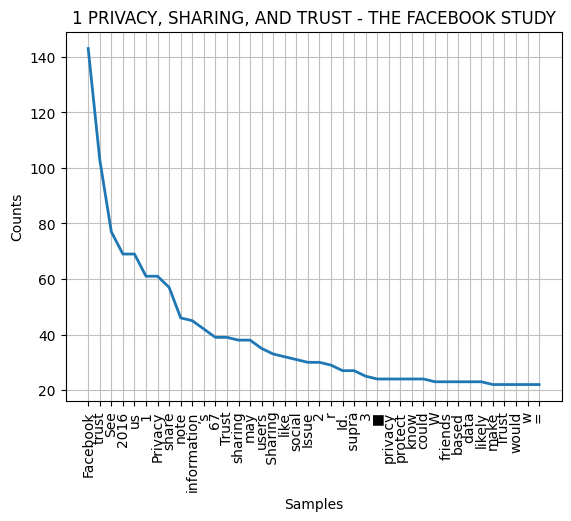 1 PRIVACY, SHARING, AND TRUST - THE FACEBOOK STUDY
Counts
140
120
100
80
60
40
20
Facebook
trust
See
2016
us
1
Privacy
share
note
information
's
67
Trust
sharing
may
users
Sharing
like
social
Issue
2
r
Id.
supra
3
■
privacy
protect
know
could
W
friends
based
data
likely
make
Trust
would
w
=
Samples